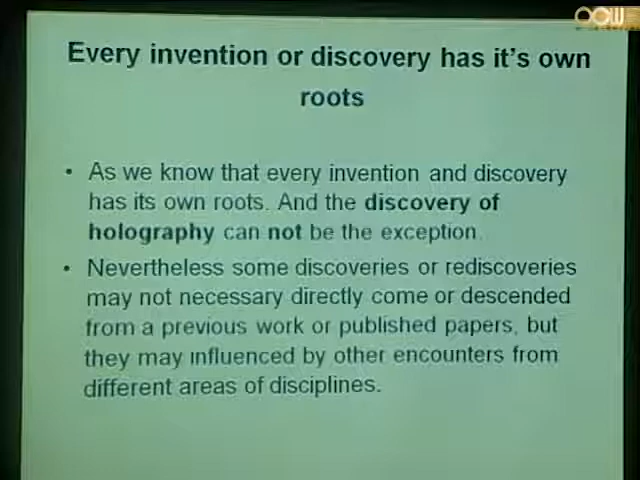 OCW
Every invention or discovery has it's own
roots
• As we know that every invention and discovery
has its own roots. And the discovery of
holography can not be the exception.
• Nevertheless some discoveries or rediscoveries
may not necessary directly come or descended
from a previous work or published papers, but
they may influenced by other encounters from
different areas of disciplines.